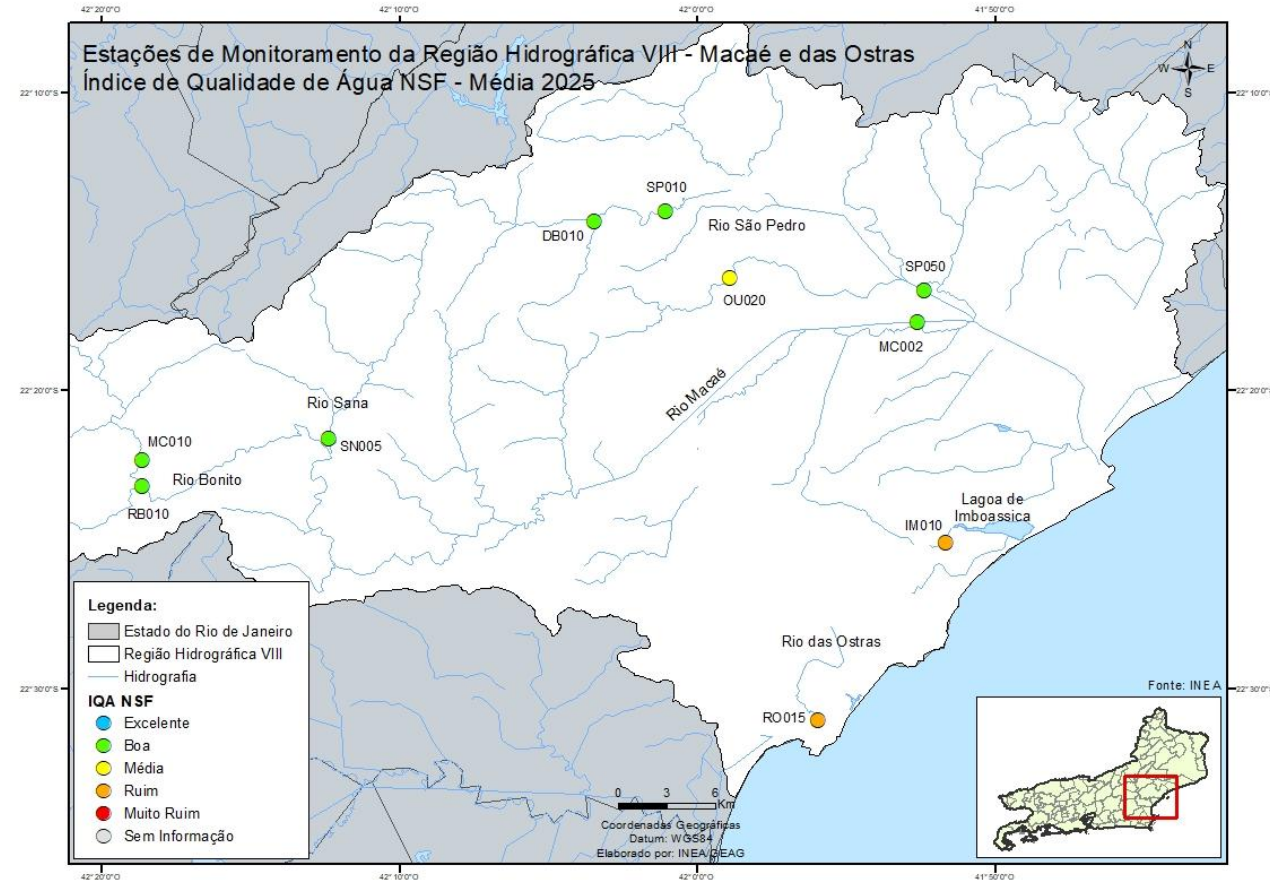 42°20'0"O
42°10'0"O
42°0'0"O
41°50'0"O
Estações de Monitoramento da Região Hidrográfica VIII - Macaé e das Ostras
Índice de Qualidade de Água NSF - Média 2025
N
W
E
S
22°10'0"S
22°10'0"S
SP010
DB010
Rio São Pedro
SP050
OU020
MC002
22°20'0"S
22°20'0"S
Rio Macaé
Rio Sana
MC010
SN005
Rio Bonito
RB010
Lagoa de
Imboassica
IM010
Rio das Ostras
RO015
22°30'0"S
22°30'0"S
Legenda:
Estado do Rio de Janeiro
Região Hidrográfica VIII
Hidrografia
IQA NSF
Excelente
Boa
Média
Ruim
Muito Ruim
Sem Informação
Fonte: INEA
0 3 6
Km
Coordenadas Geográficas
Datum: WGS84
Elaborado por: INEA/GEAG
42°20'0"O
42°10'0"O
42°0'0"O
41°50'0"O